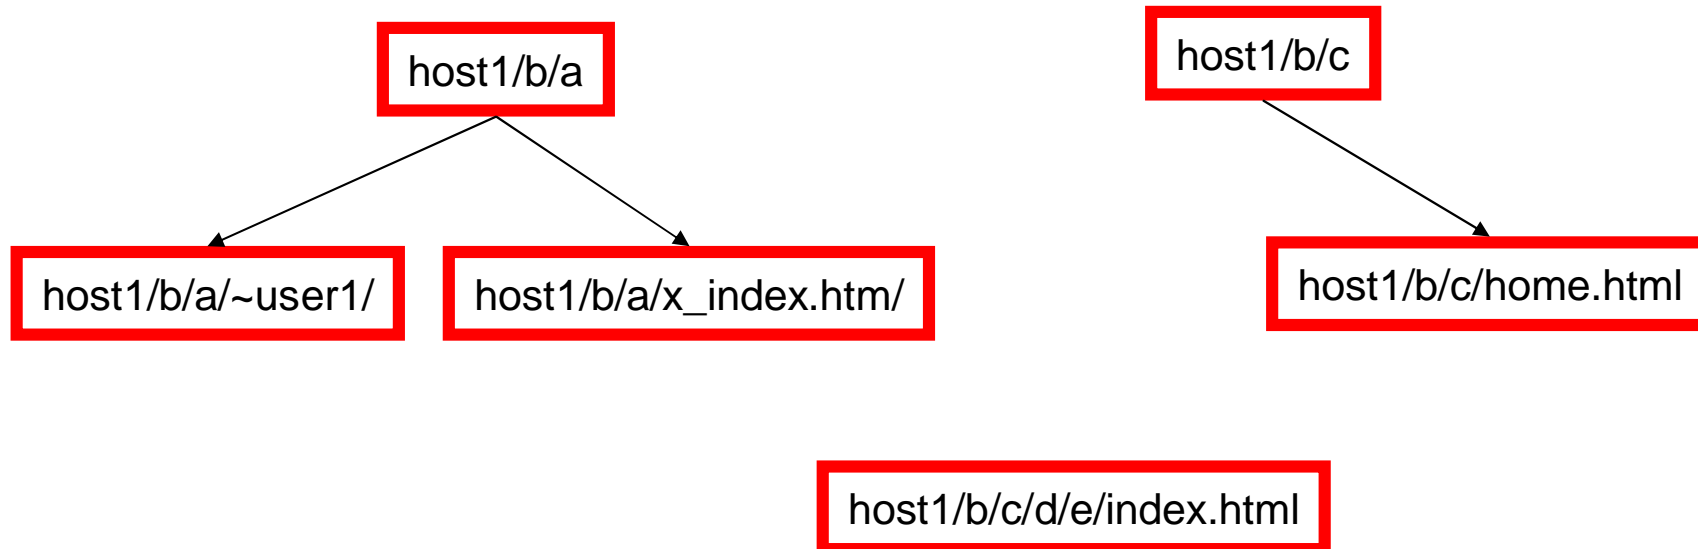 host1/b/a
host1/b/c
host1/b/a/~user1/
host1/b/a/x_index.htm/
host1/b/c/home.html
host1/b/c/d/e/index.html